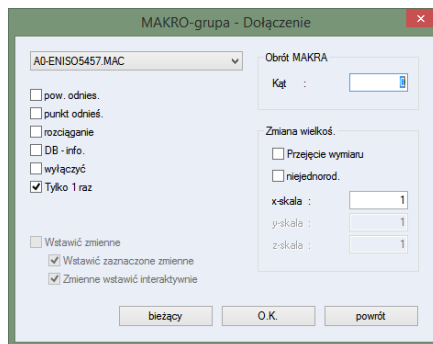 MAKRO-grupa - Dołączenie
A0-ENISO5457.MAC
pow. odnies.
punkt odnieś.
rozciąganie
DB - info.
wyłączyć
Tylko 1 raz
Wstawić zmienne
Wstawić zaznaczone zmienne
Zmienne wstawić interaktywnie
Obrót MAKRA
Kąt :
Zmiana wielkoś.
Przejęcie wymiaru
niejednorod.
x-skala : 1
y-skala : 1
z-skala : 1
bieżący O.K. powrót